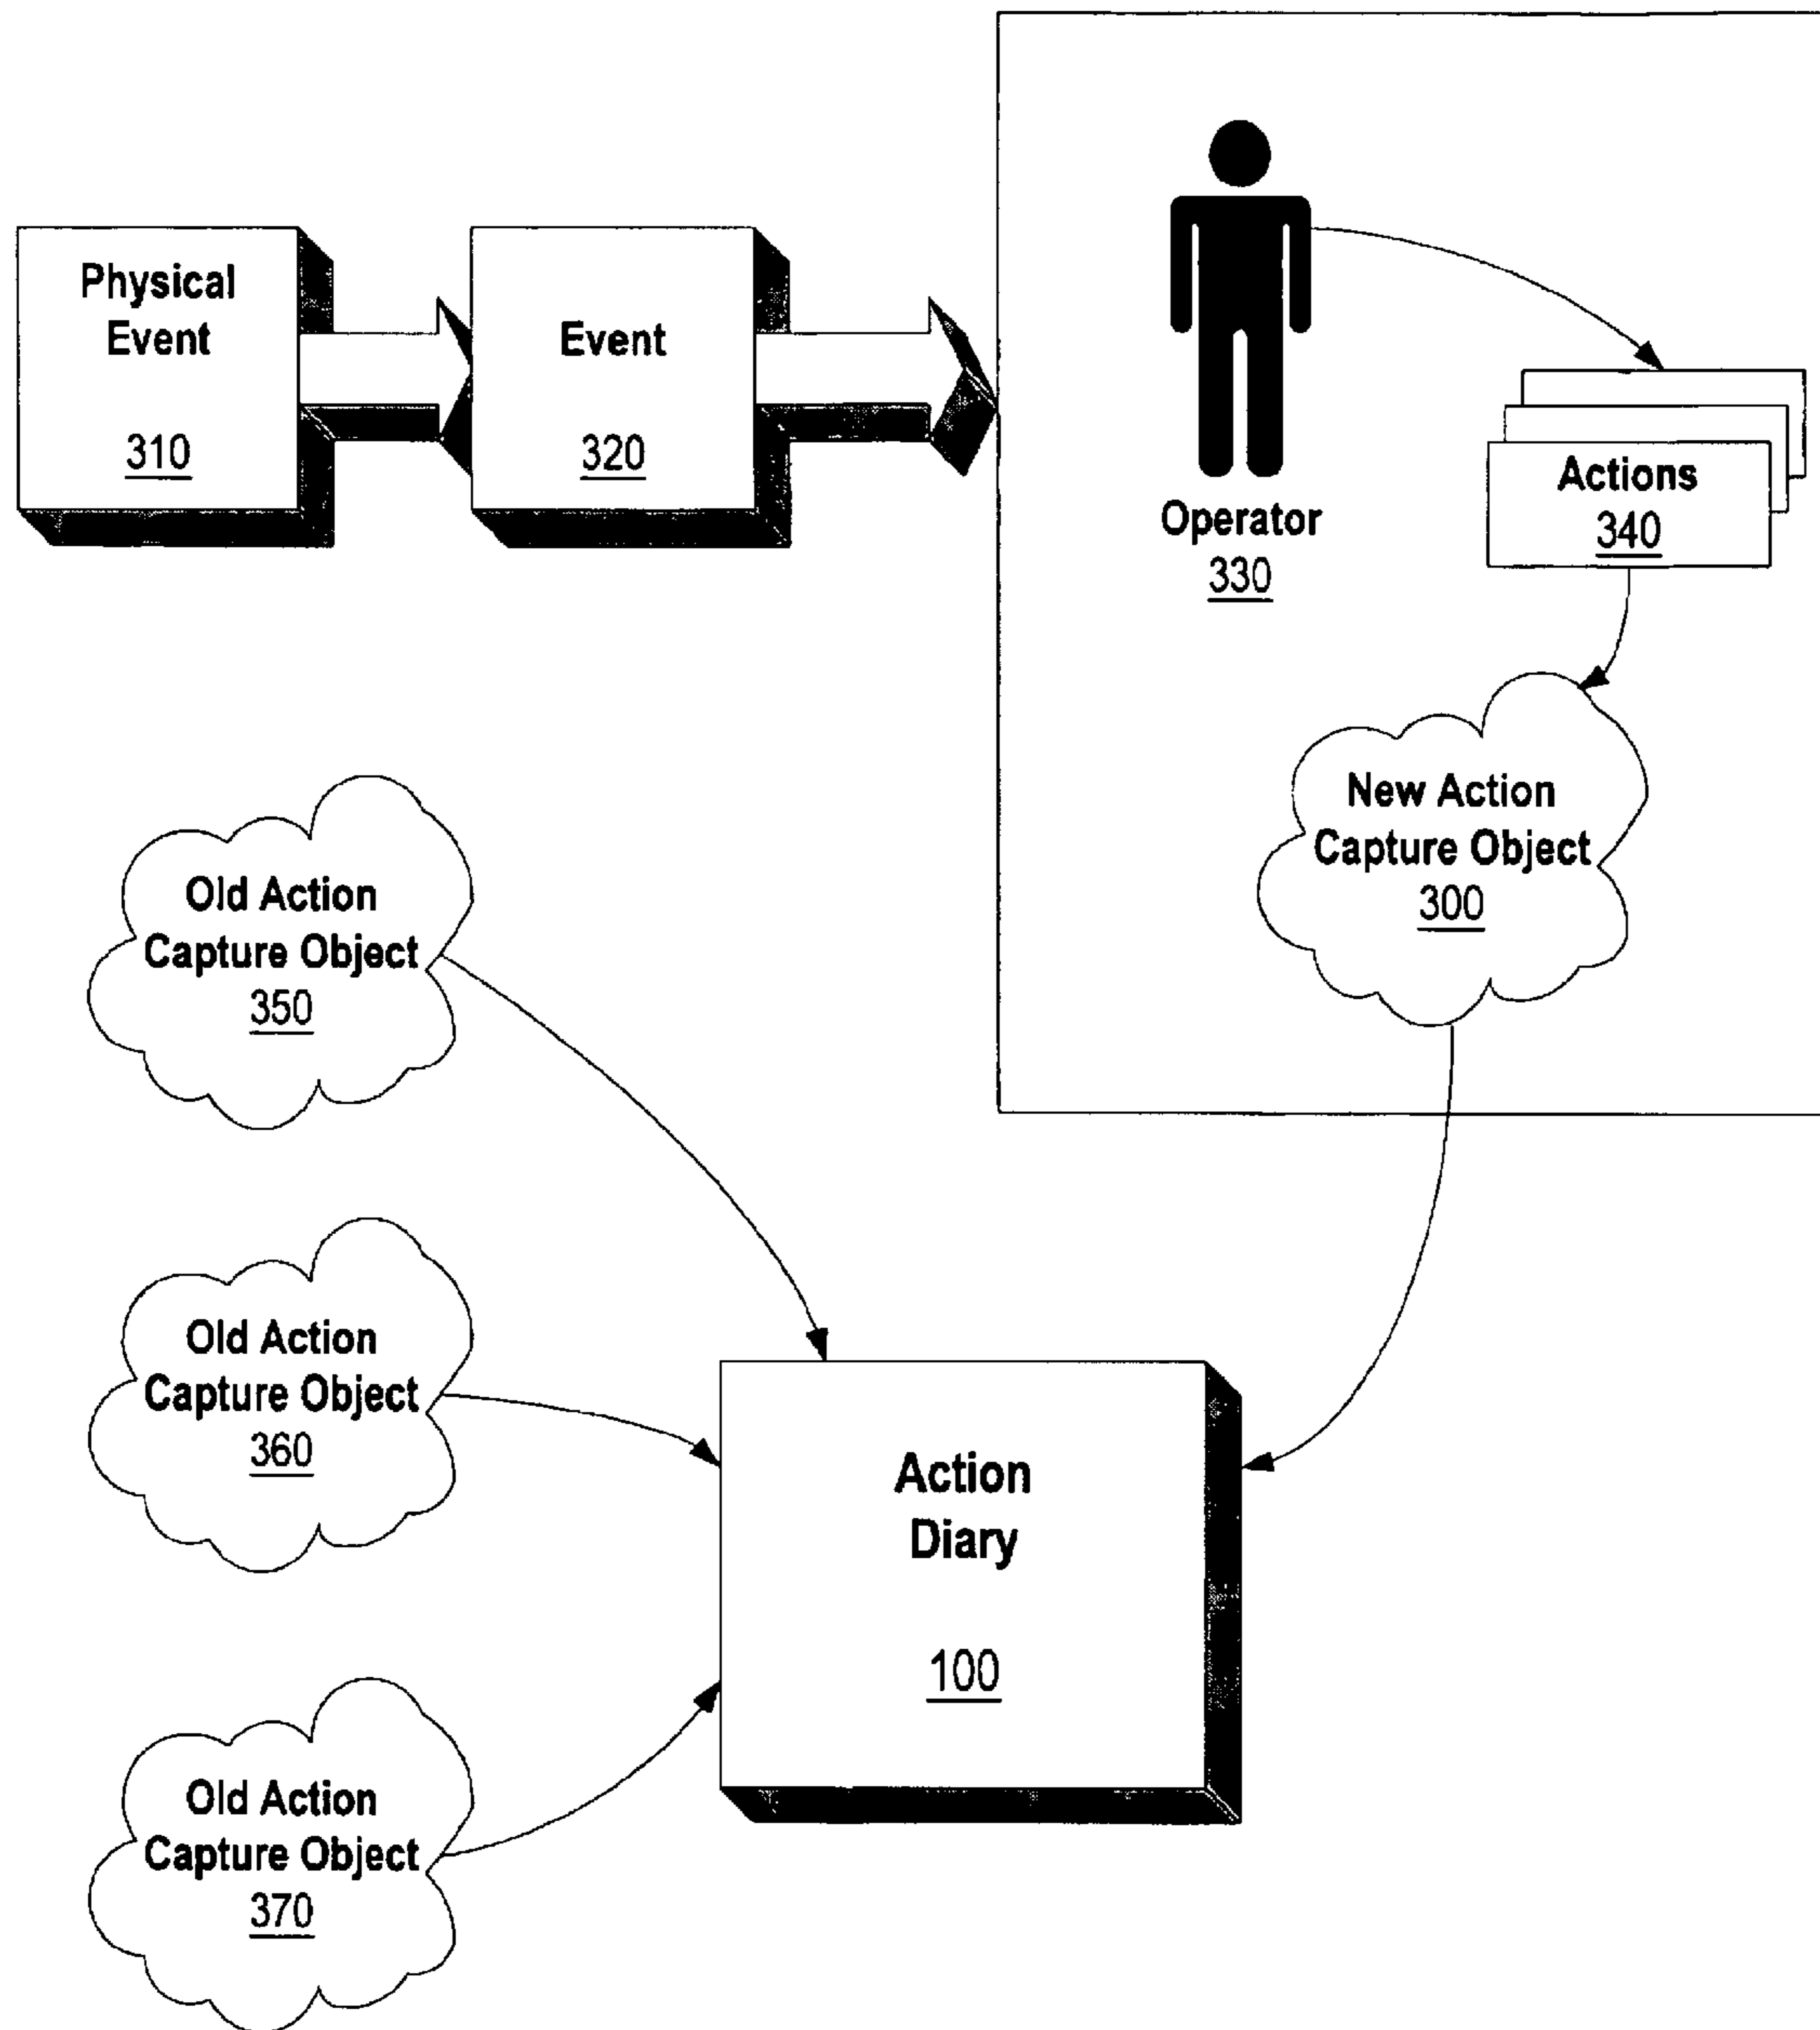 Physical
Event
310
Event
320
Operator
330
Actions
340
New Action
Capture Object
300
Old Action
Capture Object
350
Old Action
Capture Object
360
Old Action
Capture Object
370
Action
Diary
100